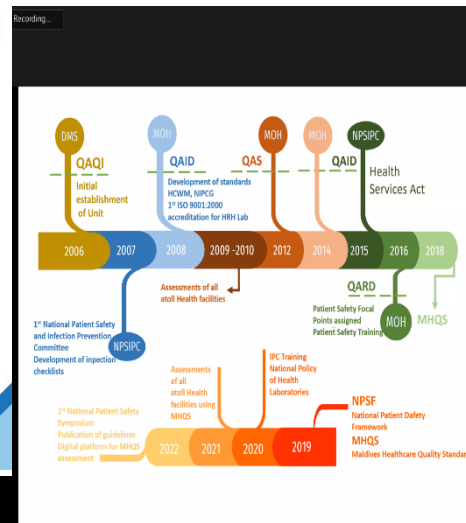 Recording...
DMS
MOH
MOH
MOH
NPSIPC
QAQI
QAID
QAS
QAID
Initial
establishment
of Unit
Development of standards
HCWM, NIPCG
1st ISO 9001:2000
accreditation for HRH Lab
Health
Services Act
2006
2007
2008
2009 -2010
2012
2014
2015
2016
2018
Assessments of all
atoll Health facilities
QARD
Patient Safety Focal
Points assigned
Patient Safety Training
MOH
MHQS
1st National Patient Safety
and Infection Prevention
Committee
Development of inpection
checklists
NPSIPC
Assessments
of all
atoll Health
facilities using
MHQS
IPC Training
National Policy
of Health
Laboratories
1st National Patient Safety
Symposium
Publication of guidelines
Digital platform for MHQS
assessment
2022
2021
2020
2019
NPSF
National Patient Dafety
Framework
MHQS
Maldives Healthcare Quality Standar